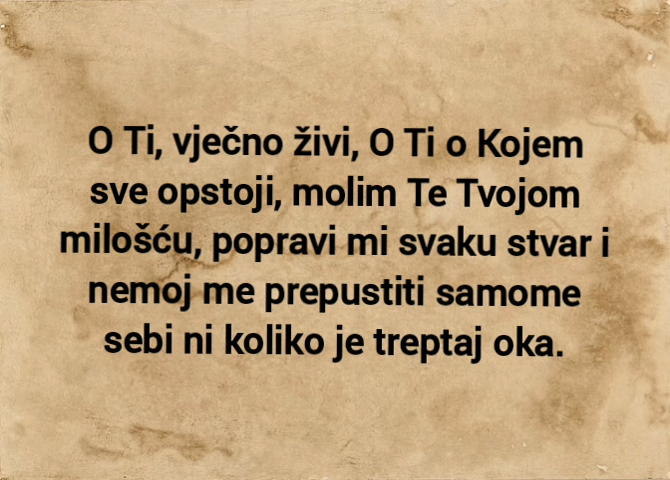 O Ti, vječno živi, O Ti o Kojem
sve opstoji, molim Te Tvojom
milošću, popravi mi svaku stvar i
nemoj me prepustiti samome
sebi ni koliko je treptaj oka.